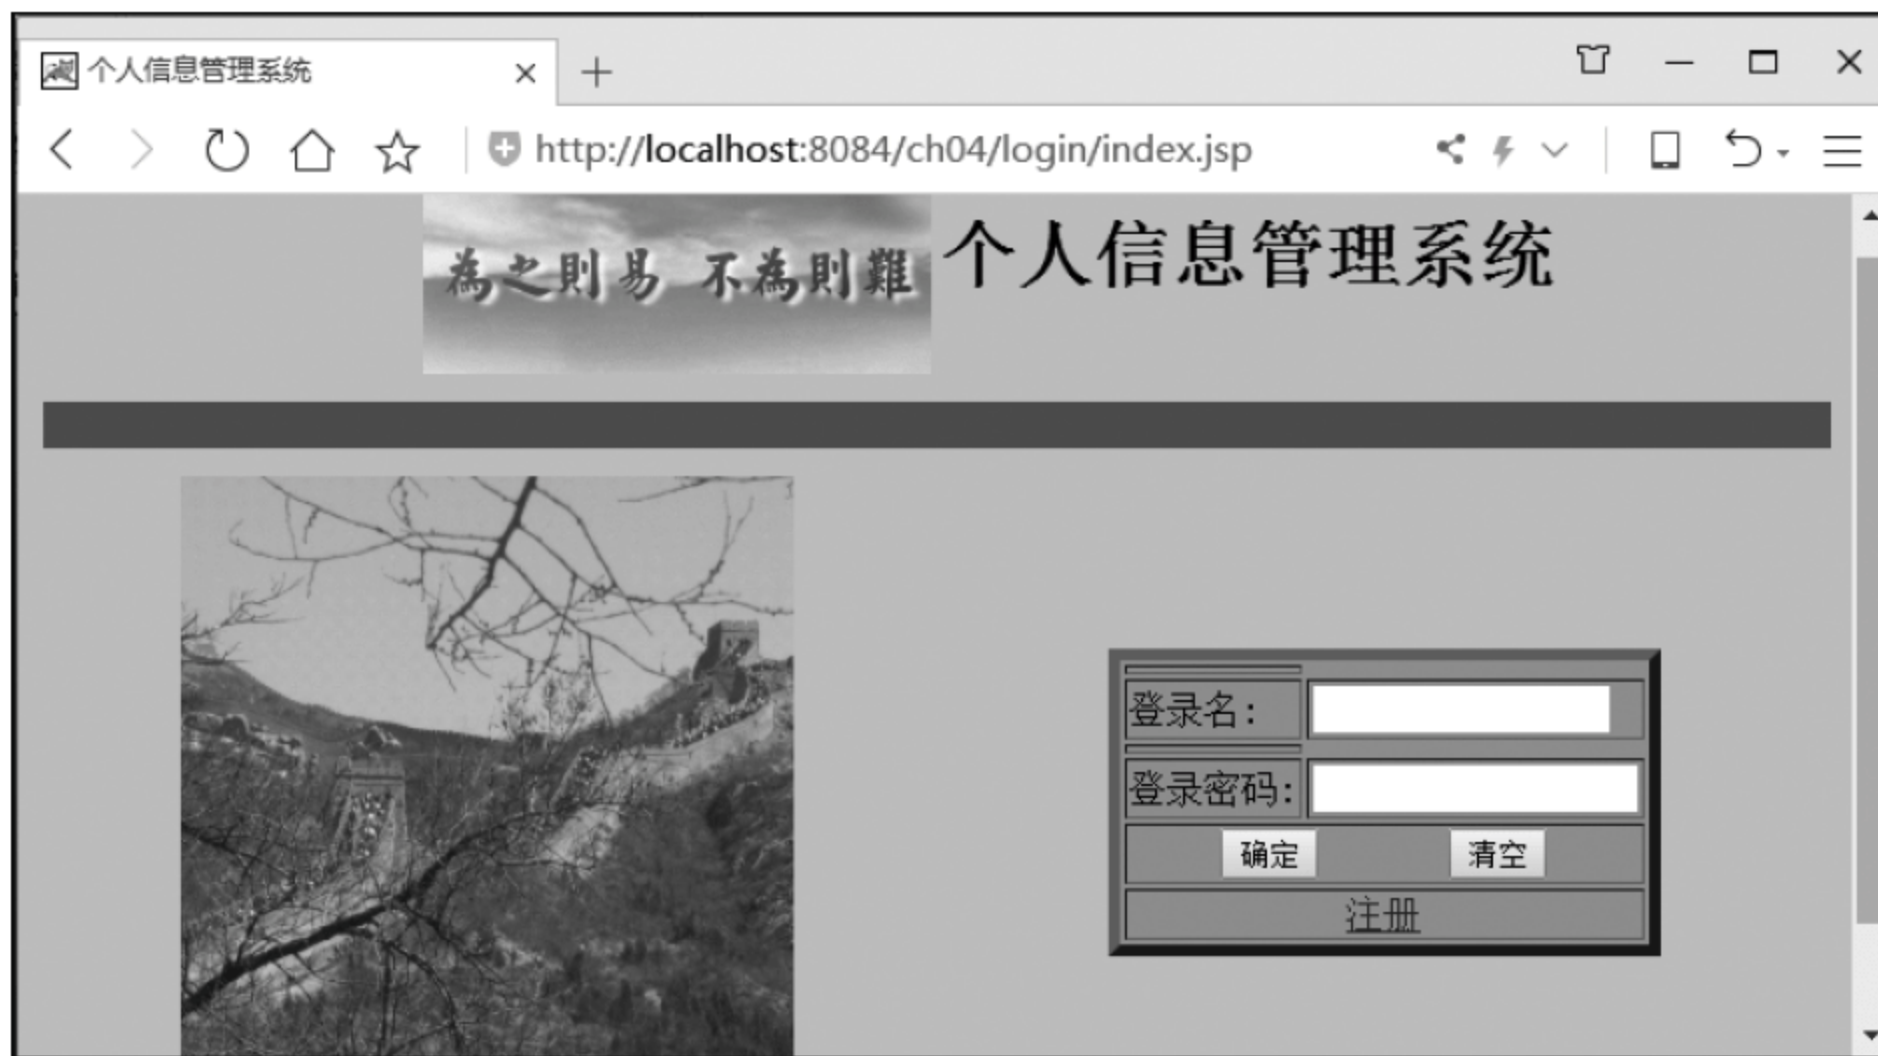 个人信息管理系统
http://localhost:8084/ch04/login/index.jsp
為之則易 不為則難
个人信息管理系统
登录名：
登录密码：
确定 清空
注册